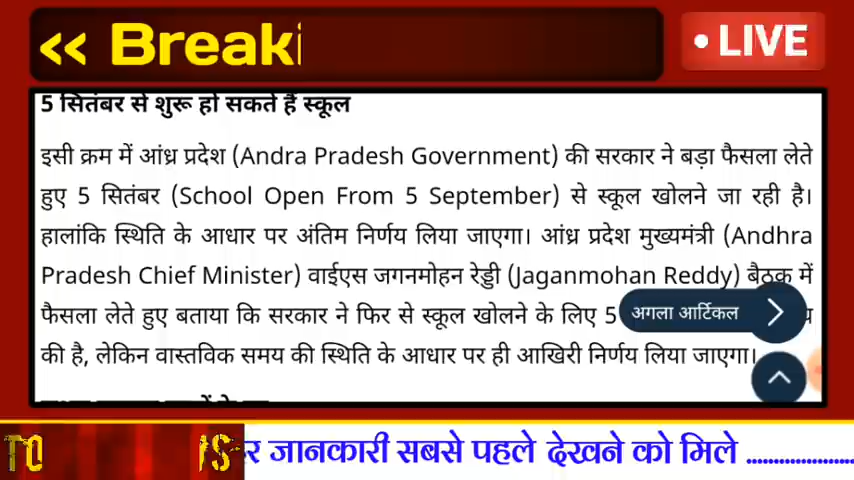 << Break
• LIVE
5 सितंबर से शुरू हो सकते हैं स्कूल
इसी क्रम में आंध्र प्रदेश (Andra Pradesh Government) की सरकार ने बड़ा फैसला लेते
हुए 5 सितंबर (School Open From 5 September) से स्कूल खोलने जा रही है।
हालांकि स्थिति के आधार पर अंतिम निर्णय लिया जाएगा। आंध्र प्रदेश मुख्यमंत्री (Andhra
Pradesh Chief Minister) वाईएस जगनमोहन रेड्डी (Jaganmohan Reddy) बैठक में
फैसला लेते हुए बताया कि सरकार ने फिर से स्कूल खोलने के लिए 5
अगला आर्टिकल
की है, लेकिन वास्तविक समय की स्थिति के आधार पर ही आखिरी निर्णय लिया जाएगा।
TO IS
र जानकारी सबसे पहले देखने को मिले ......................